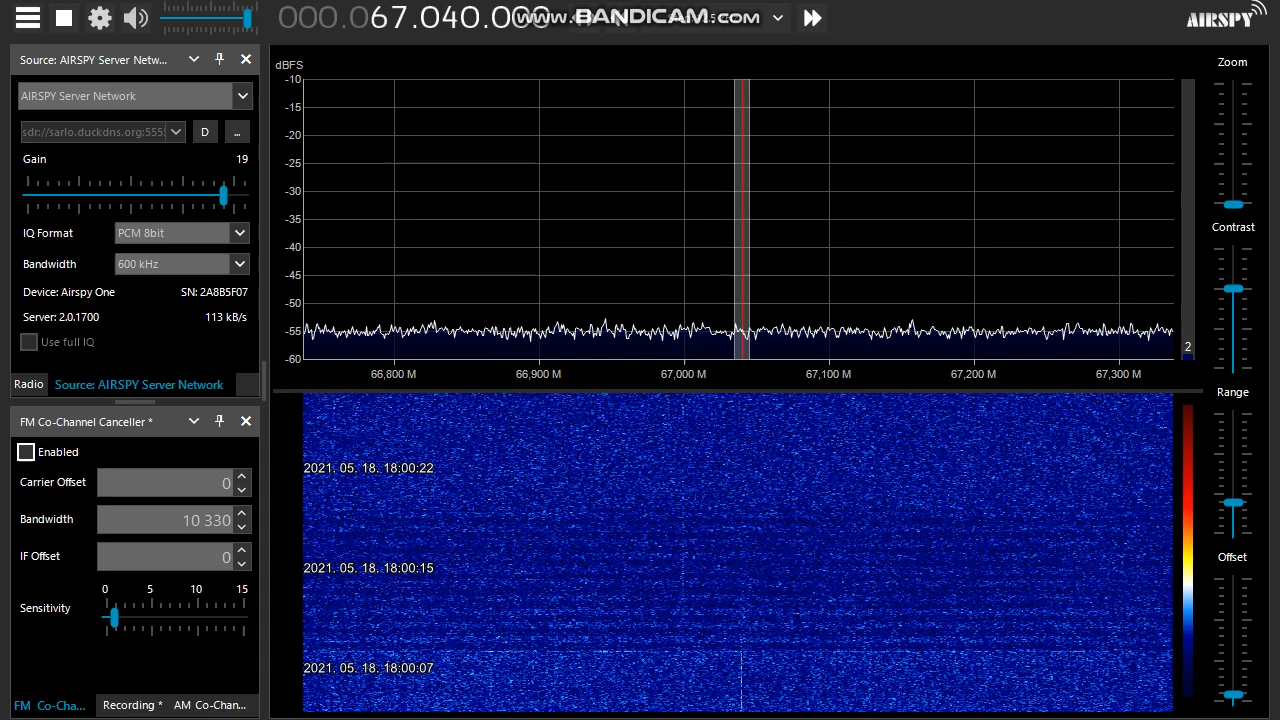 000.067.040.000
www.BANDICAM.com
AIRSPY
Source: AIRSPY Server Netw...
AIRSPY Server Network
sdr://sarlo.duckdns.org:555
D
...
Gain
19
IQ Format
PCM 8bit
Bandwidth
600 kHz
Device: Airspy One
SN: 2A8B5F07
Server: 2.0.1700
113 kB/s
Use full IQ
Radio
Source: AIRSPY Server Network
FM Co-Channel Canceller *
Enabled
Carrier Offset
0
Bandwidth
10 330
IF Offset
0
0 5 10 15
Sensitivity
FM Co-Cha...
Recording *
AM Co-Chan...
dBFS
-10
-15
-20
-25
-30
-35
-40
-45
-50
-55
-60
2
66,800 M
66,900 M
67,000 M
67,100 M
67,200 M
67,300 M
2021. 05. 18. 18:00:22
2021. 05. 18. 18:00:15
2021. 05. 18. 18:00:07
Zoom
Contrast
Range
Offset